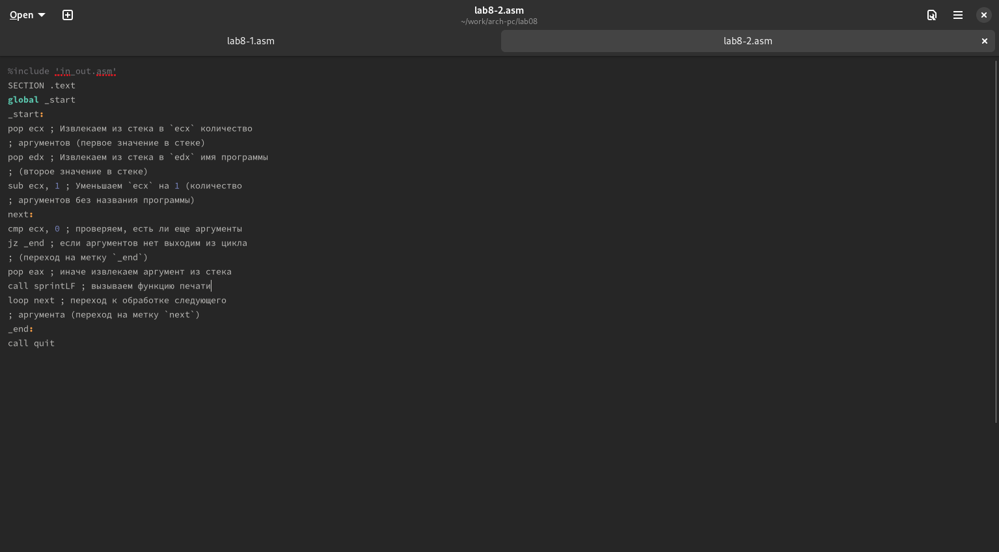 Open
lab8-2.asm
~/work/arch-pc/lab08
lab8-1.asm
lab8-2.asm
%include 'in_out.asm'
SECTION .text
global _start
_start:
pop ecx ; Извлекаем из стека в `ecx` количество
; аргументов (первое значение в стеке)
pop edx ; Извлекаем из стека в `edx` имя программы
; (второе значение в стеке)
sub ecx, 1 ; Уменьшаем `ecx` на 1 (количество
; аргументов без названия программы)
next:
cmp ecx, 0 ; проверяем, есть ли еще аргументы
jz _end ; если аргументов нет выходим из цикла
; (переход на метку `_end`)
pop eax ; иначе извлекаем аргумент из стека
call sprintLF ; вызываем функцию печати
loop next ; переход к обработке следующего
; аргумента (переход на метку `next`)
_end:
call quit